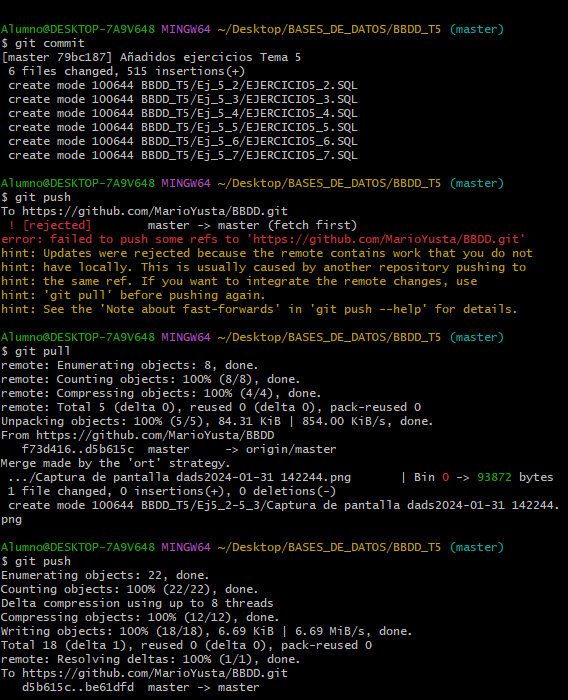 Alumno@DESKTOP-7A9V648 MINGW64 ~/Desktop/BASES_DE_DATOS/BBDD_T5 (master)
$ git commit
[master 79bc187] Añadidos ejercicios Tema 5
 6 files changed, 515 insertions(+)
 create mode 100644 BBDD_T5/Ej_5_2/EJERCICIO5_2.SQL
 create mode 100644 BBDD_T5/Ej_5_3/EJERCICIO5_3.SQL
 create mode 100644 BBDD_T5/Ej_5_4/EJERCICIO5_4.SQL
 create mode 100644 BBDD_T5/Ej_5_5/EJERCICIO5_5.SQL
 create mode 100644 BBDD_T5/Ej_5_6/EJERCICIO5_6.SQL
 create mode 100644 BBDD_T5/Ej_5_7/EJERCICIO5_7.SQL
Alumno@DESKTOP-7A9V648 MINGW64 ~/Desktop/BASES_DE_DATOS/BBDD_T5 (master)
$ git push
To https://github.com/MarioYusta/BBDD.git
 ! [rejected]        master -> master (fetch first)
error: failed to push some refs to 'https://github.com/MarioYusta/BBDD.git'
hint: Updates were rejected because the remote contains work that you do not
hint: have locally. This is usually caused by another repository pushing to
hint: the same ref. If you want to integrate the remote changes, use
hint: 'git pull' before pushing again.
hint: See the 'Note about fast-forwards' in 'git push --help' for details.
Alumno@DESKTOP-7A9V648 MINGW64 ~/Desktop/BASES_DE_DATOS/BBDD_T5 (master)
$ git pull
remote: Enumerating objects: 8, done.
remote: Counting objects: 100% (8/8), done.
remote: Compressing objects: 100% (4/4), done.
remote: Total 5 (delta 0), reused 0 (delta 0), pack-reused 0
Unpacking objects: 100% (5/5), 84.31 KiB | 854.00 KiB/s, done.
From https://github.com/MarioYusta/BBDD
   f73d416..d5b615c  master     -> origin/master
Merge made by the 'ort' strategy.
 .../Captura de pantalla dads2024-01-31 142244.png       | Bin 0 -> 93872 bytes
 1 file changed, 0 insertions(+), 0 deletions(-)
 create mode 100644 BBDD_T5/Ej5_2-5_3/Captura de pantalla dads2024-01-31 142244.
png
Alumno@DESKTOP-7A9V648 MINGW64 ~/Desktop/BASES_DE_DATOS/BBDD_T5 (master)
$ git push
Enumerating objects: 22, done.
Counting objects: 100% (22/22), done.
Delta compression using up to 8 threads
Compressing objects: 100% (12/12), done.
Writing objects: 100% (18/18), 6.69 KiB | 6.69 MiB/s, done.
Total 18 (delta 1), reused 0 (delta 0), pack-reused 0
remote: Resolving deltas: 100% (1/1), done.
To https://github.com/MarioYusta/BBDD.git
   d5b615c..be61dfd  master -> master